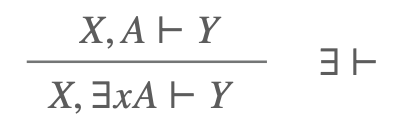 X, A ⊢ Y
X, ∃xA ⊢ Y
∃ ⊢